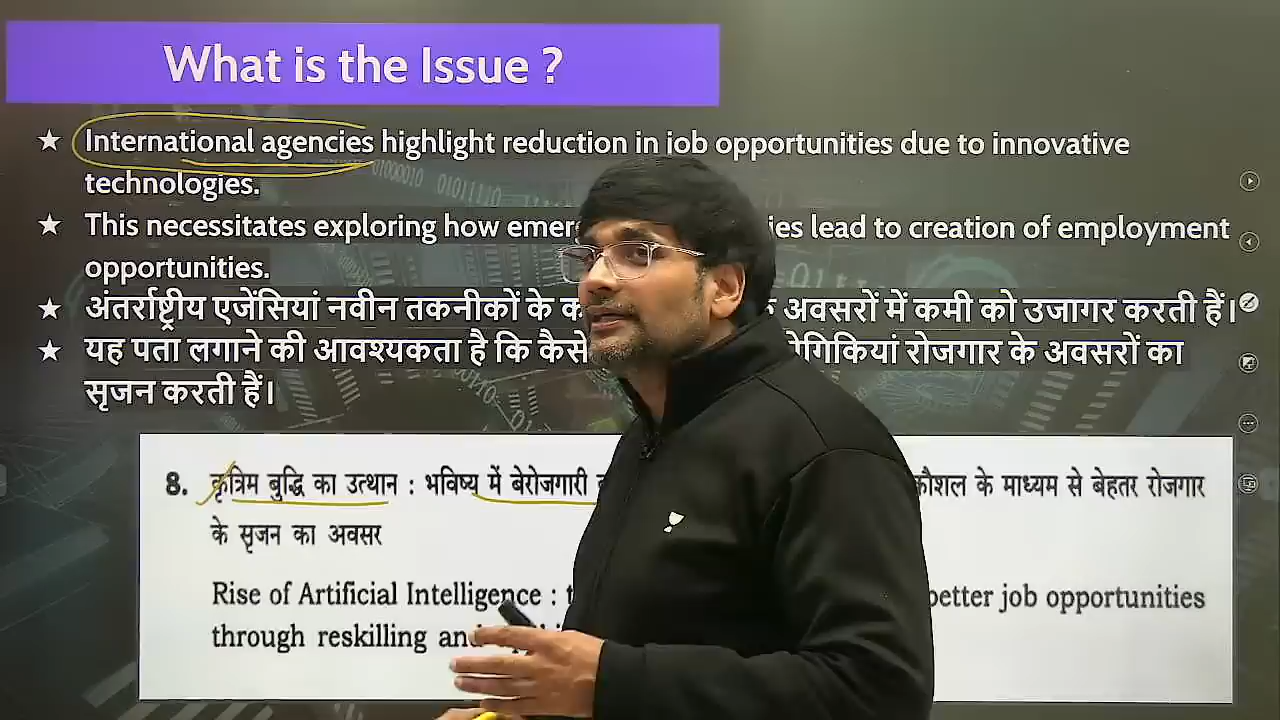 What is the Issue ?
★ International agencies highlight reduction in job opportunities due to innovative
technologies.
★ This necessitates exploring how lead to creation of employment
opportunities.
★ अंतर्राष्ट्रीय एजेंसियां नवीन तकनीकों के अवसरों में कमी को उजागर करती हैं।
★ यह पता लगाने की आवश्यकता है कि कैसे रोजगार के अवसरों का
सृजन करती हैं।
8. कृत्रिम बुद्धि का उत्थान : भविष्य में बेरोजगारी कौशल के माध्यम से बेहतर रोजगार
के सृजन का अवसर
Rise of Artificial Intelligence : better job opportunities
through reskilling and